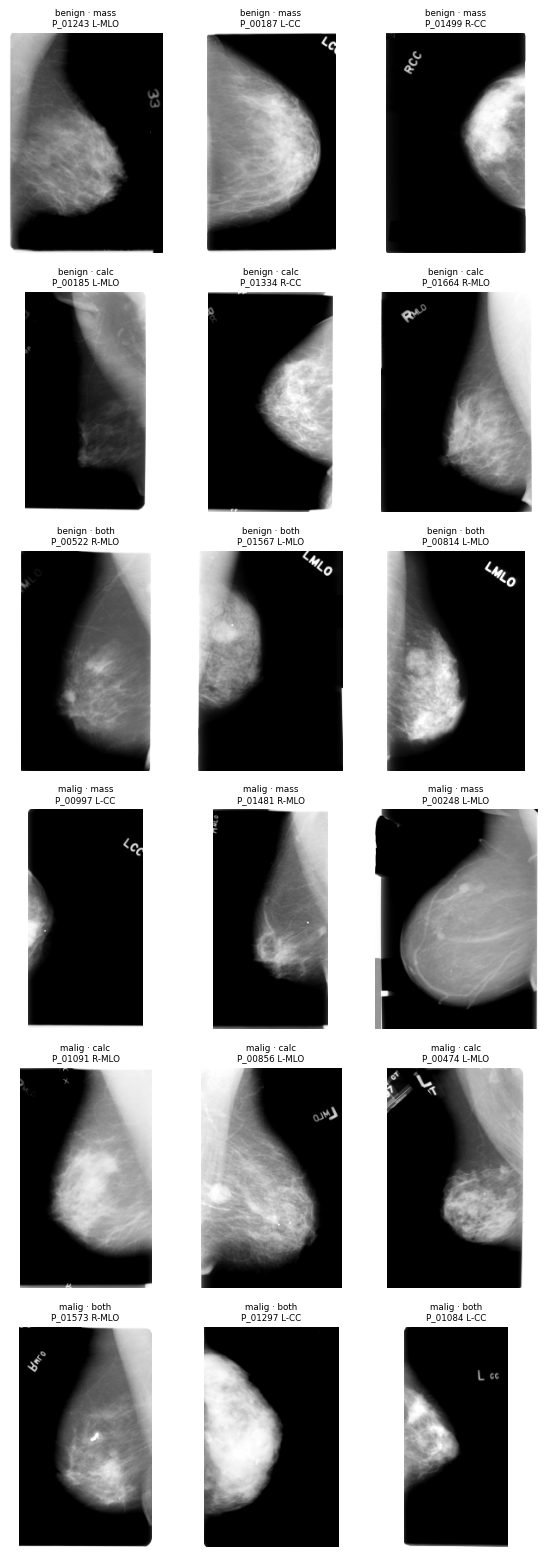 benign · mass
P_01243 L-MLO
benign · mass
P_00187 L-CC
benign · mass
P_01499 R-CC
33
LC
RCC
benign · calc
P_00185 L-MLO
benign · calc
P_01334 R-CC
benign · calc
P_01664 R-MLO
RMLO
benign · both
P_00522 R-MLO
benign · both
P_01567 L-MLO
benign · both
P_00814 L-MLO
LMLO
LMLO
malig · mass
P_00997 L-CC
malig · mass
P_01481 R-MLO
malig · mass
P_00248 L-MLO
LCC
malig · calc
P_01091 R-MLO
malig · calc
P_00856 L-MLO
malig · calc
P_00474 L-MLO
LMLO
malig · both
P_01573 R-MLO
malig · both
P_01297 L-CC
malig · both
P_01084 L-CC
RMLO
L CC